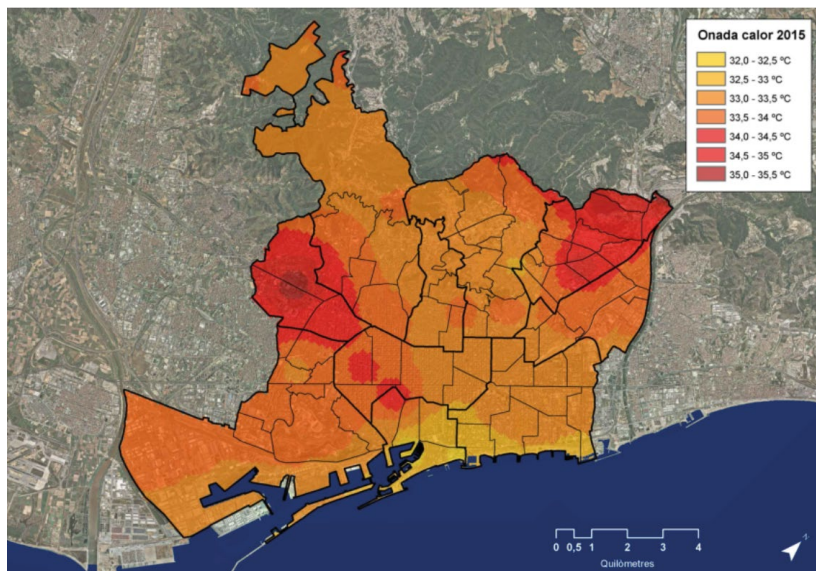 Onada calor 2015
32,0 - 32,5 ºC
32,5 - 33 ºC
33,0 - 33,5 ºC
33,5 - 34 ºC
34,0 - 34,5 ºC
34,5 - 35 ºC
35,0 - 35,5 ºC
0 0,5 1 2 3 4
Quilòmetres
N